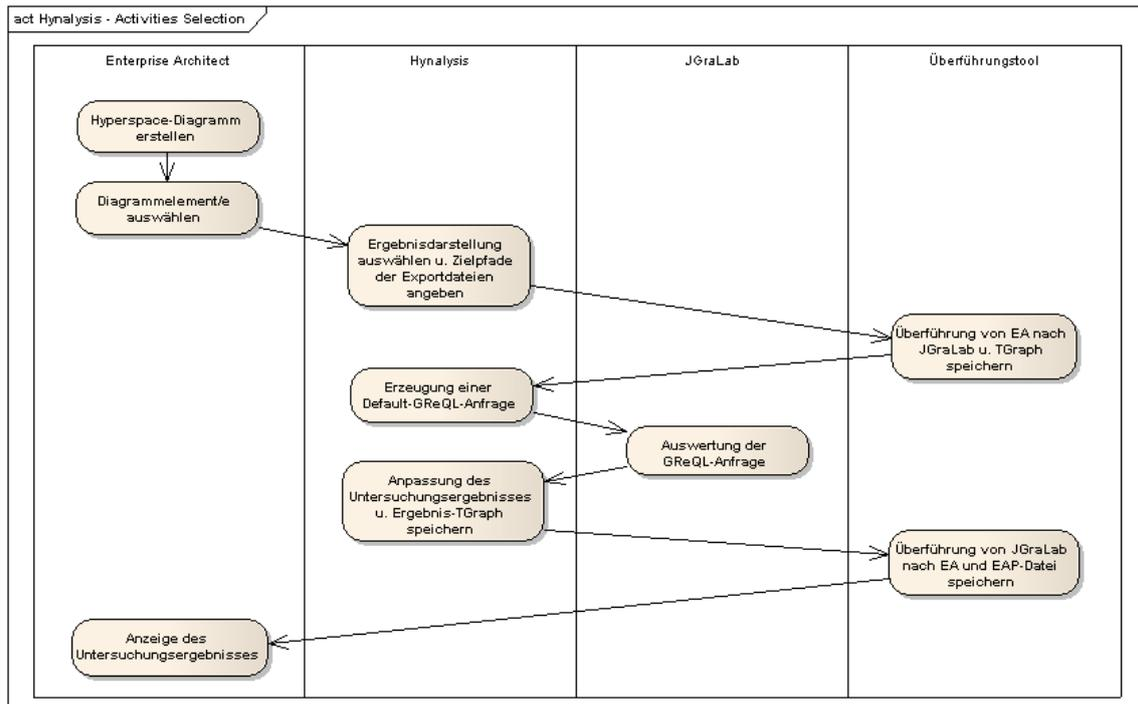 act Hynalysis - Activities Selection
Enterprise Architect
Hynalysis
JGraLab
Überführungstool
Hyperspace-Diagramm
erstellen
Diagrammelement/e
auswählen
Ergebnisdarstellung
auswählen u. Zielpfade
der Exportdateien
angeben
Überführung von EA nach
JGraLab u. TGraph
speichern
Erzeugung einer
Default-GReQL-Anfrage
Auswertung der
GReQL-Anfrage
Anpassung des
Untersuchungsergebnisses
u. Ergebnis-TGraph
speichern
Überführung von JGraLab
nach EA und EAP-Datei
speichern
Anzeige des
Untersuchungsergebnisses